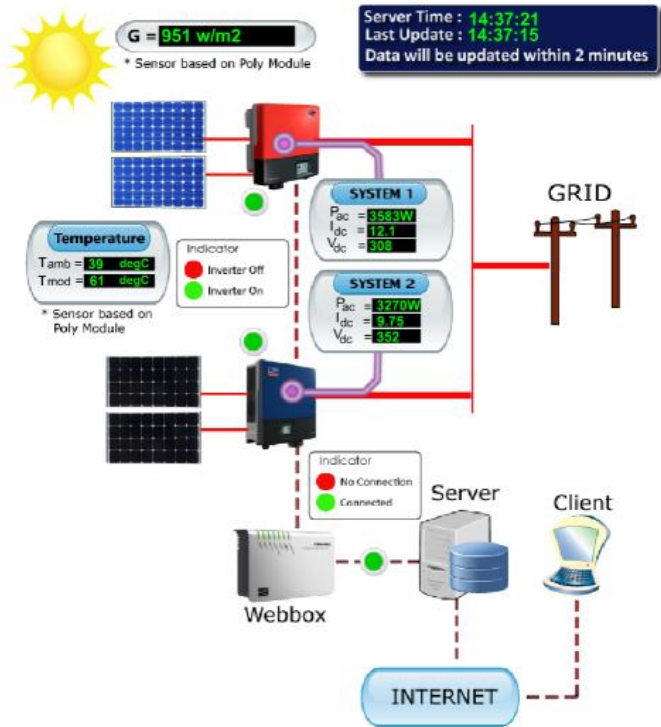 G = 951 w/m2
* Sensor based on Poly Module
Server Time : 14:37:21
Last Update : 14:37:15
Data will be updated within 2 minutes
SYSTEM 1
Pac = 3583W
Idc = 12.1
Vdc = 308
GRID
Temperature
Tamb = 39 degC
Tmod = 61 degC
* Sensor based on
Poly Module
Indicator
Inverter Off
Inverter On
SYSTEM 2
Pac = 3270W
Idc = 9.75
Vdc = 352
Indicator
No Connection
Connected
Server
Client
Webbox
INTERNET